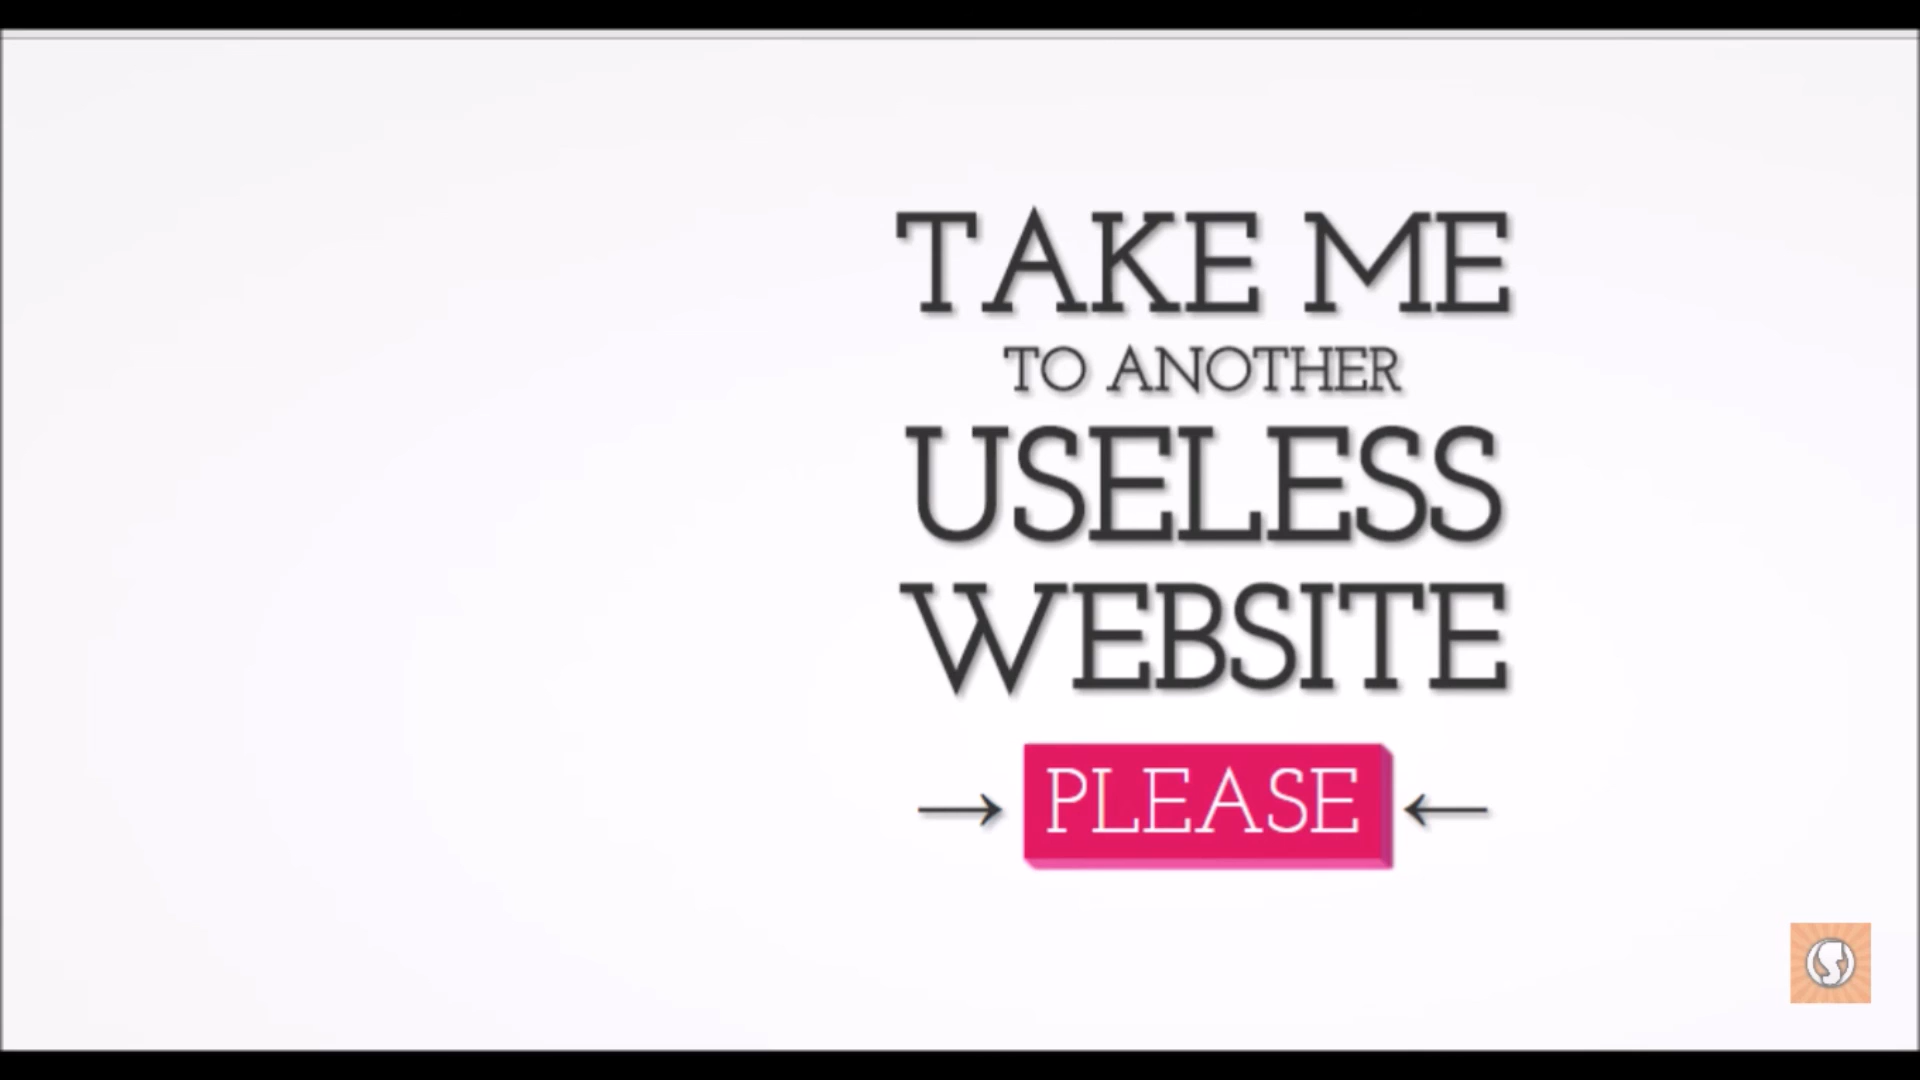 TAKE ME
TO ANOTHER
USELESS
WEBSITE
→ PLEASE ←